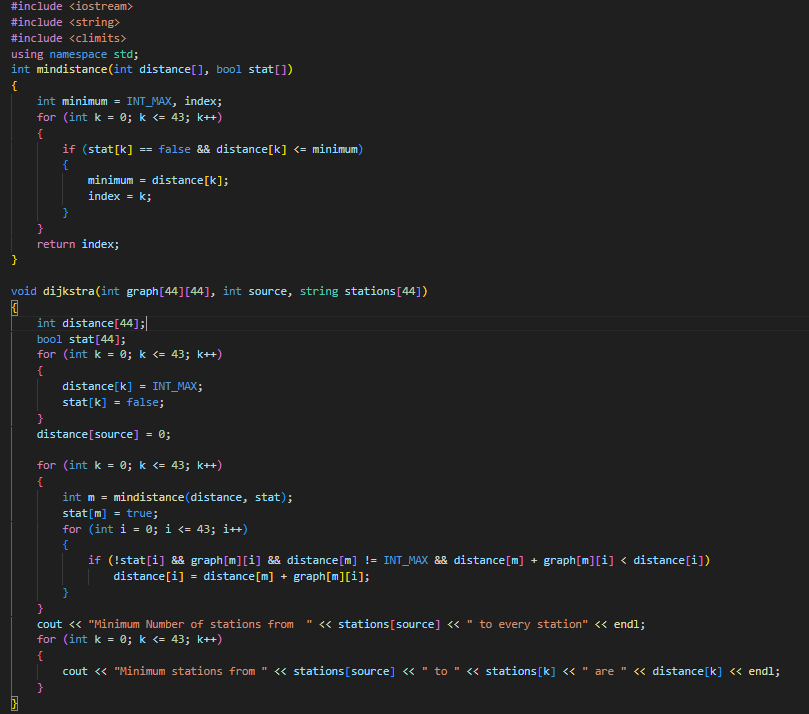 #include <iostream>
#include <string>
#include <climits>
using namespace std;
int mindistance(int distance[], bool stat[])
{
    int minimum = INT_MAX, index;
    for (int k = 0; k <= 43; k++)
    {
        if (stat[k] == false && distance[k] <= minimum)
        {
            minimum = distance[k];
            index = k;
        }
    }
    return index;
}

void dijkstra(int graph[44][44], int source, string stations[44])
{
    int distance[44];
    bool stat[44];
    for (int k = 0; k <= 43; k++)
    {
        distance[k] = INT_MAX;
        stat[k] = false;
    }
    distance[source] = 0;

    for (int k = 0; k <= 43; k++)
    {
        int m = mindistance(distance, stat);
        stat[m] = true;
        for (int i = 0; i <= 43; i++)
        {
            if (!stat[i] && graph[m][i] && distance[m] != INT_MAX && distance[m] + graph[m][i] < distance[i])
                distance[i] = distance[m] + graph[m][i];
        }
    }
    cout << "Minimum Number of stations from  " << stations[source] << " to every station" << endl;
    for (int k = 0; k <= 43; k++)
    {
        cout << "Minimum stations from " << stations[source] << " to " << stations[k] << " are " << distance[k] << endl;
    }
}